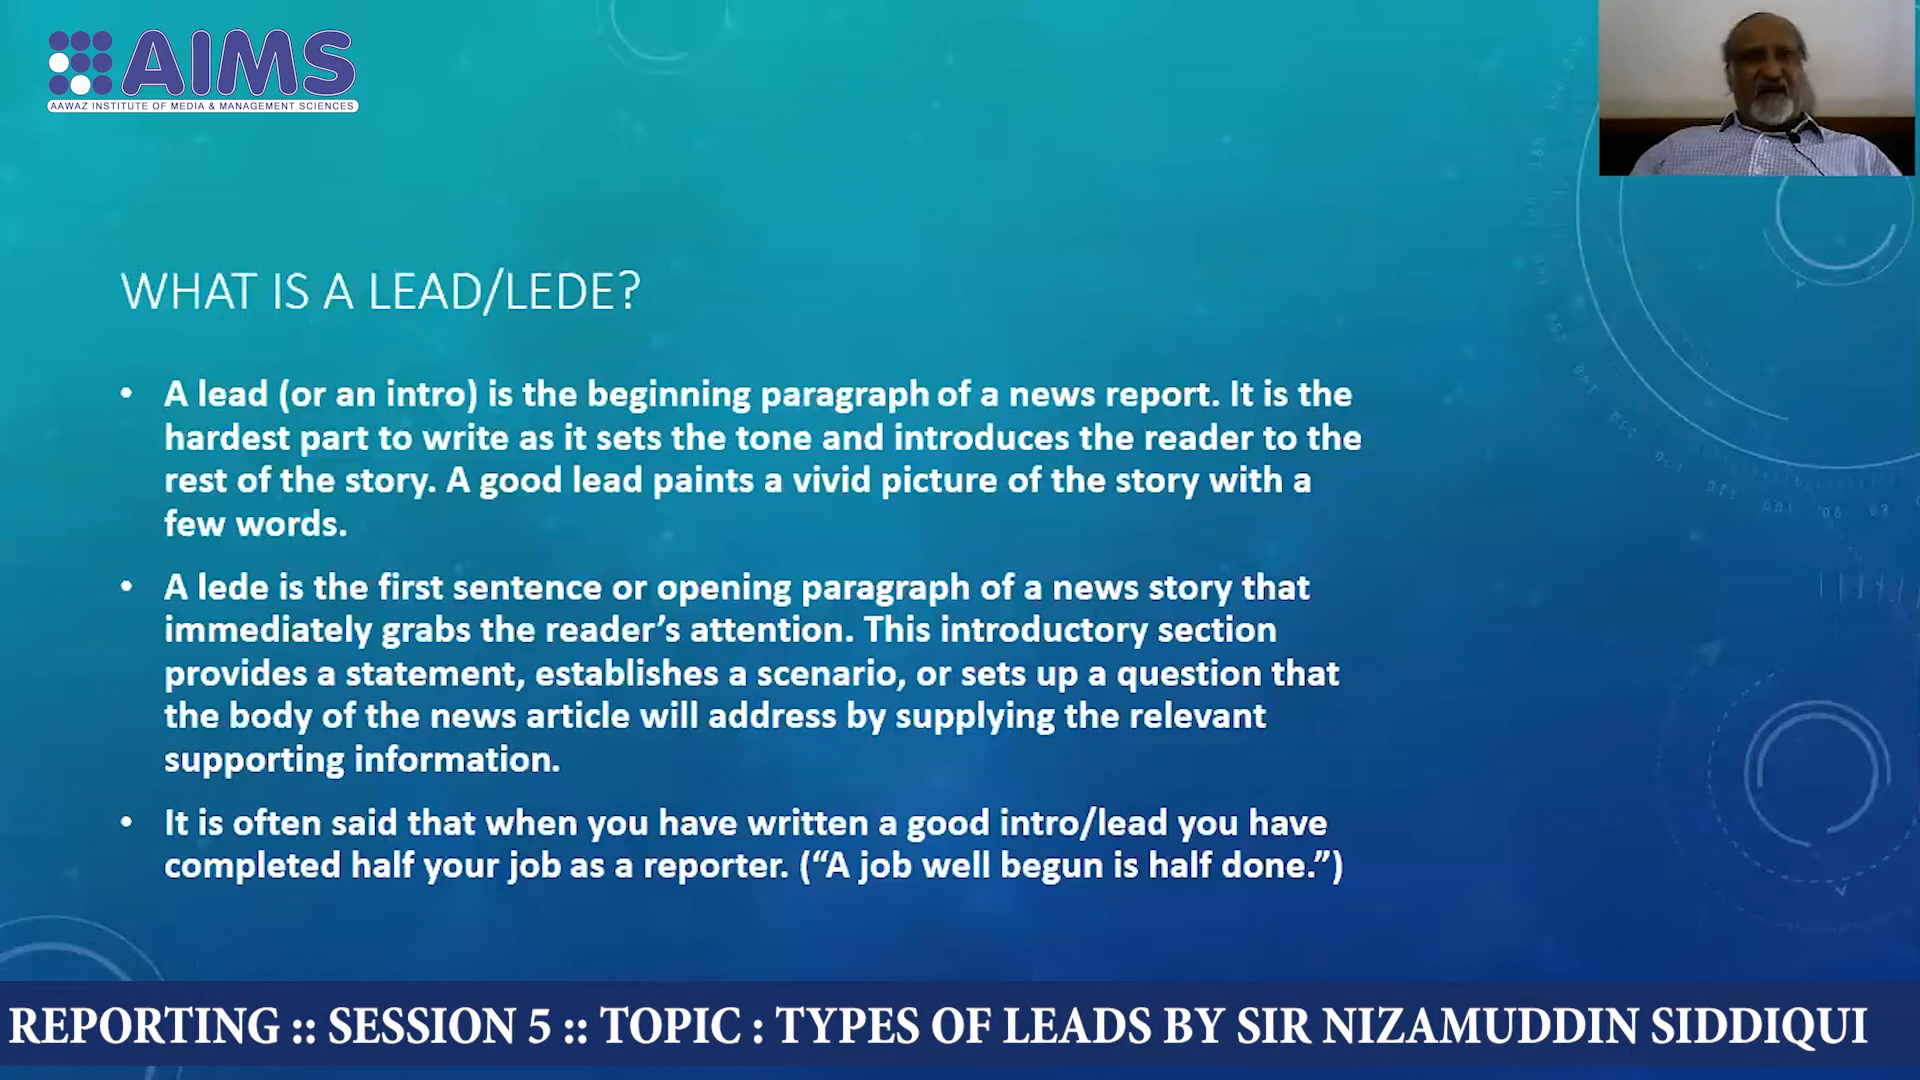 AIMS
AAWAZ INSTITUTE OF MEDIA & MANAGEMENT SCIENCES
WHAT IS A LEAD/LEDE?
• A lead (or an intro) is the beginning paragraph of a news report. It is the
hardest part to write as it sets the tone and introduces the reader to the
rest of the story. A good lead paints a vivid picture of the story with a
few words.
• A lede is the first sentence or opening paragraph of a news story that
immediately grabs the reader’s attention. This introductory section
provides a statement, establishes a scenario, or sets up a question that
the body of the news article will address by supplying the relevant
supporting information.
• It is often said that when you have written a good intro/lead you have
completed half your job as a reporter. (“A job well begun is half done.”)
REPORTING :: SESSION 5 :: TOPIC : TYPES OF LEADS BY SIR NIZAMUDDIN SIDDIQUI